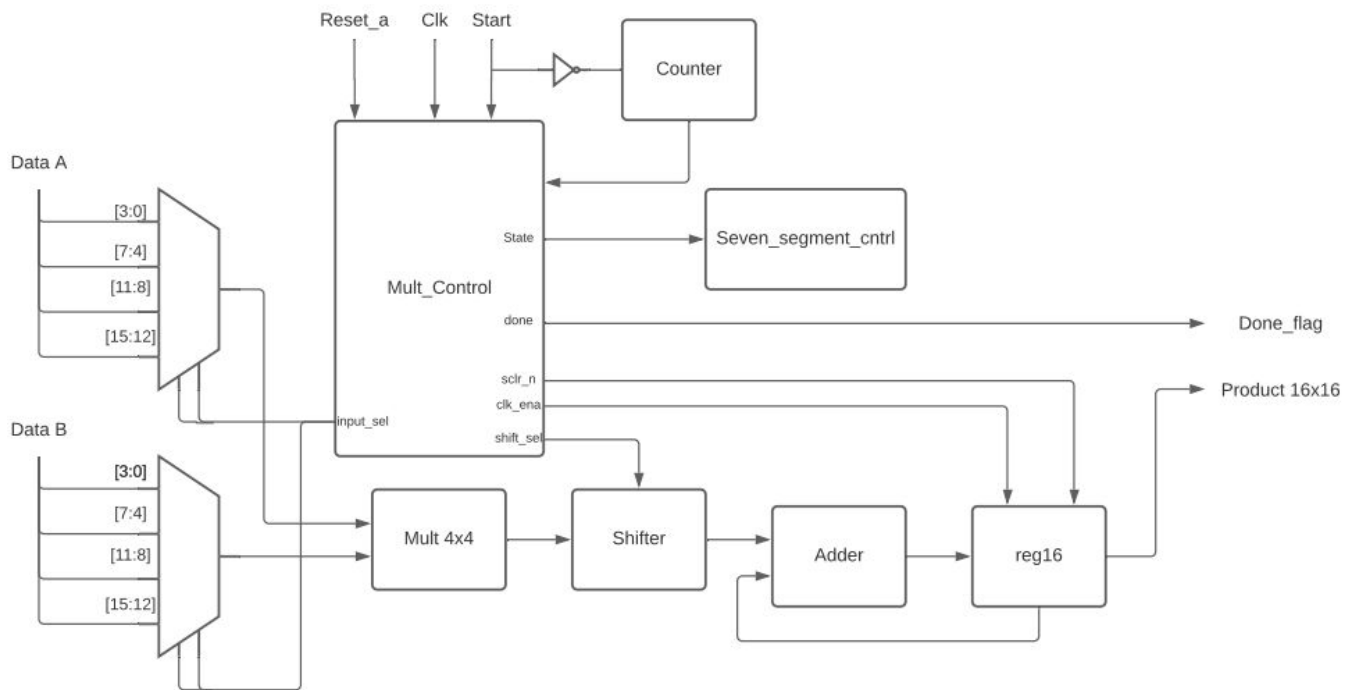 Reset_a
Clk
Start
Counter
Data A
[3:0]
[7:4]
[11:8]
[15:12]
State
Seven_segment_cntrl
Mult_Control
done
Done_flag
sclr_n
Product 16x16
clk_ena
input_sel
shift_sel
Data B
[3:0]
[7:4]
[11:8]
[15:12]
Mult 4x4
Shifter
Adder
reg16